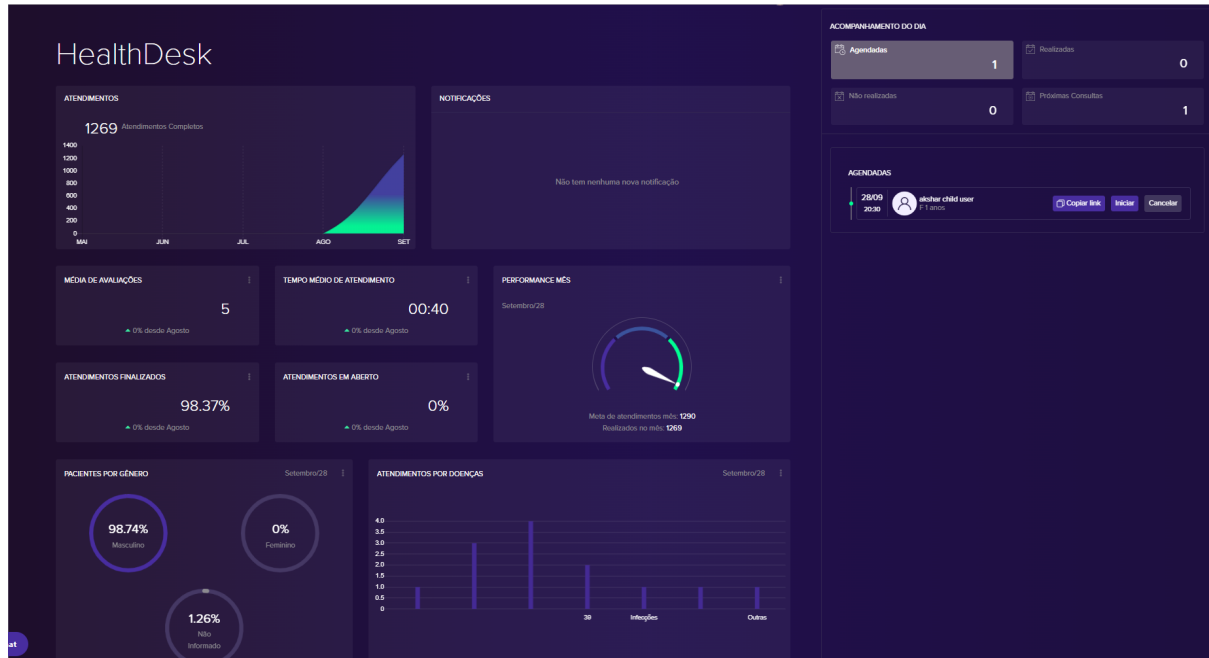 HealthDesk
ATENDIMENTOS
1269 Atendimentos Completos
1400
1200
1000
800
600
400
200
0
MAI JUN JUL AGO SET
NOTIFICAÇÕES
Não tem nenhuma nova notificação
MÉDIA DE AVALIAÇÕES
5
0% desde Agosto
TEMPO MÉDIO DE ATENDIMENTO
00:40
0% desde Agosto
PERFORMANCE MÊS
Setembro/28
Meta de atendimentos mês: 1290
Realizados no mês: 1269
ATENDIMENTOS FINALIZADOS
98.37%
0% desde Agosto
ATENDIMENTOS EM ABERTO
0%
0% desde Agosto
PACIENTES POR GÊNERO Setembro/28
98.74%
Masculino
0%
Feminino
1.26%
Não
Informado
ATENDIMENTOS POR DOENÇAS Setembro/28
4.0
3.5
3.0
2.5
2.0
1.5
1.0
0.5
0
39 Infecções Outras
at
ACOMPANHAMENTO DO DIA
Agendadas
1
Realizadas
0
Não realizadas
0
Próximas Consultas
1
AGENDADAS
28/09
20:30
akshar child user
F 1 anos
Copiar link Iniciar Cancelar